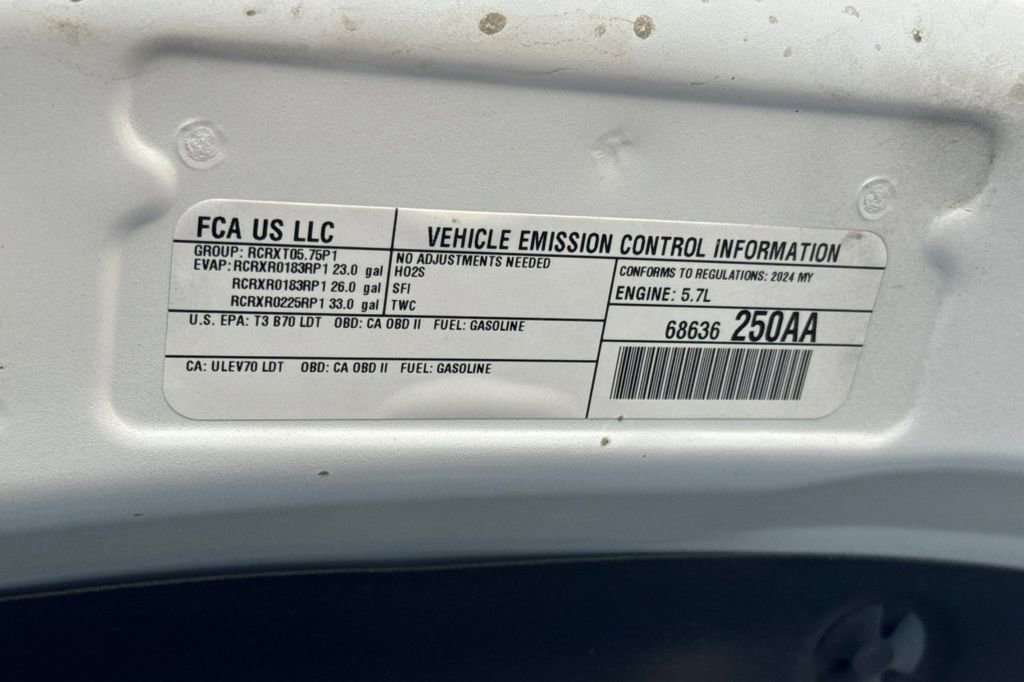 FCA US LLC
VEHICLE EMISSION CONTROL iNFORMATION
GROUP: RCRXT05.75P1
EVAP: RCRXR0183RP1 23.0 gal
RCRXR0183RP1 26.0 gal
RCRXR0225RP1 33.0 gal
NO ADJUSTMENTS NEEDED
HO2S
SFI
TWC
CONFORMS TO REGULATIONS: 2024 MY
ENGINE: 5.7L
68636 250AA
U.S. EPA: T3 B70 LDT OBD: CA OBD II FUEL: GASOLINE
CA: ULEV70 LDT OBD: CA OBD II FUEL: GASOLINE